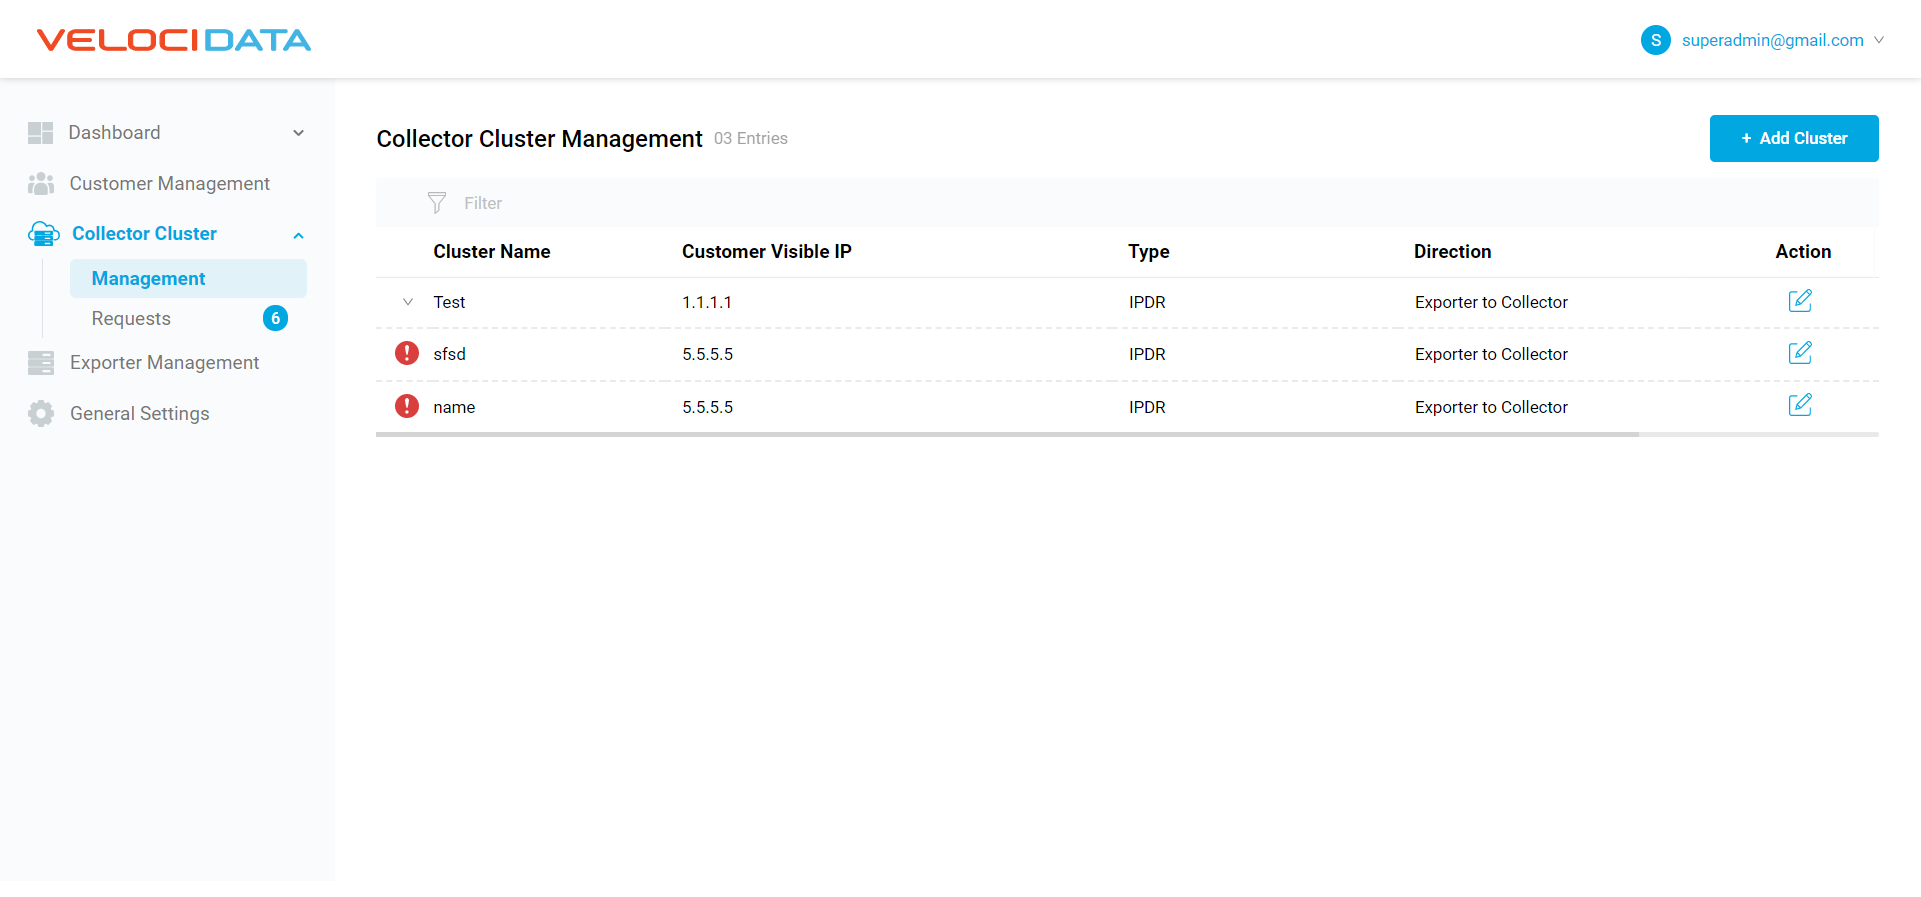 VELOCIDATA
S superadmin@gmail.com
Dashboard
Customer Management
Collector Cluster
Management
Requests 6
Exporter Management
General Settings
Collector Cluster Management 03 Entries
+ Add Cluster
Filter
Cluster Name Customer Visible IP Type Direction Action
Test 1.1.1.1 IPDR Exporter to Collector
sfsd 5.5.5.5 IPDR Exporter to Collector
name 5.5.5.5 IPDR Exporter to Collector